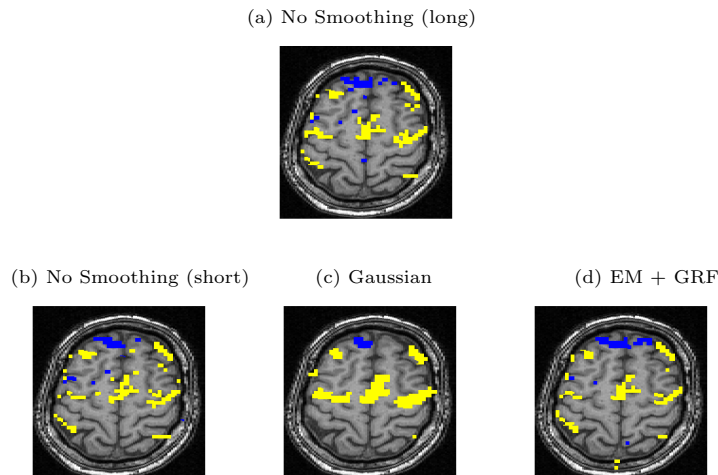 (a) No Smoothing (long)
(b) No Smoothing (short)
(c) Gaussian
(d) EM + GRF